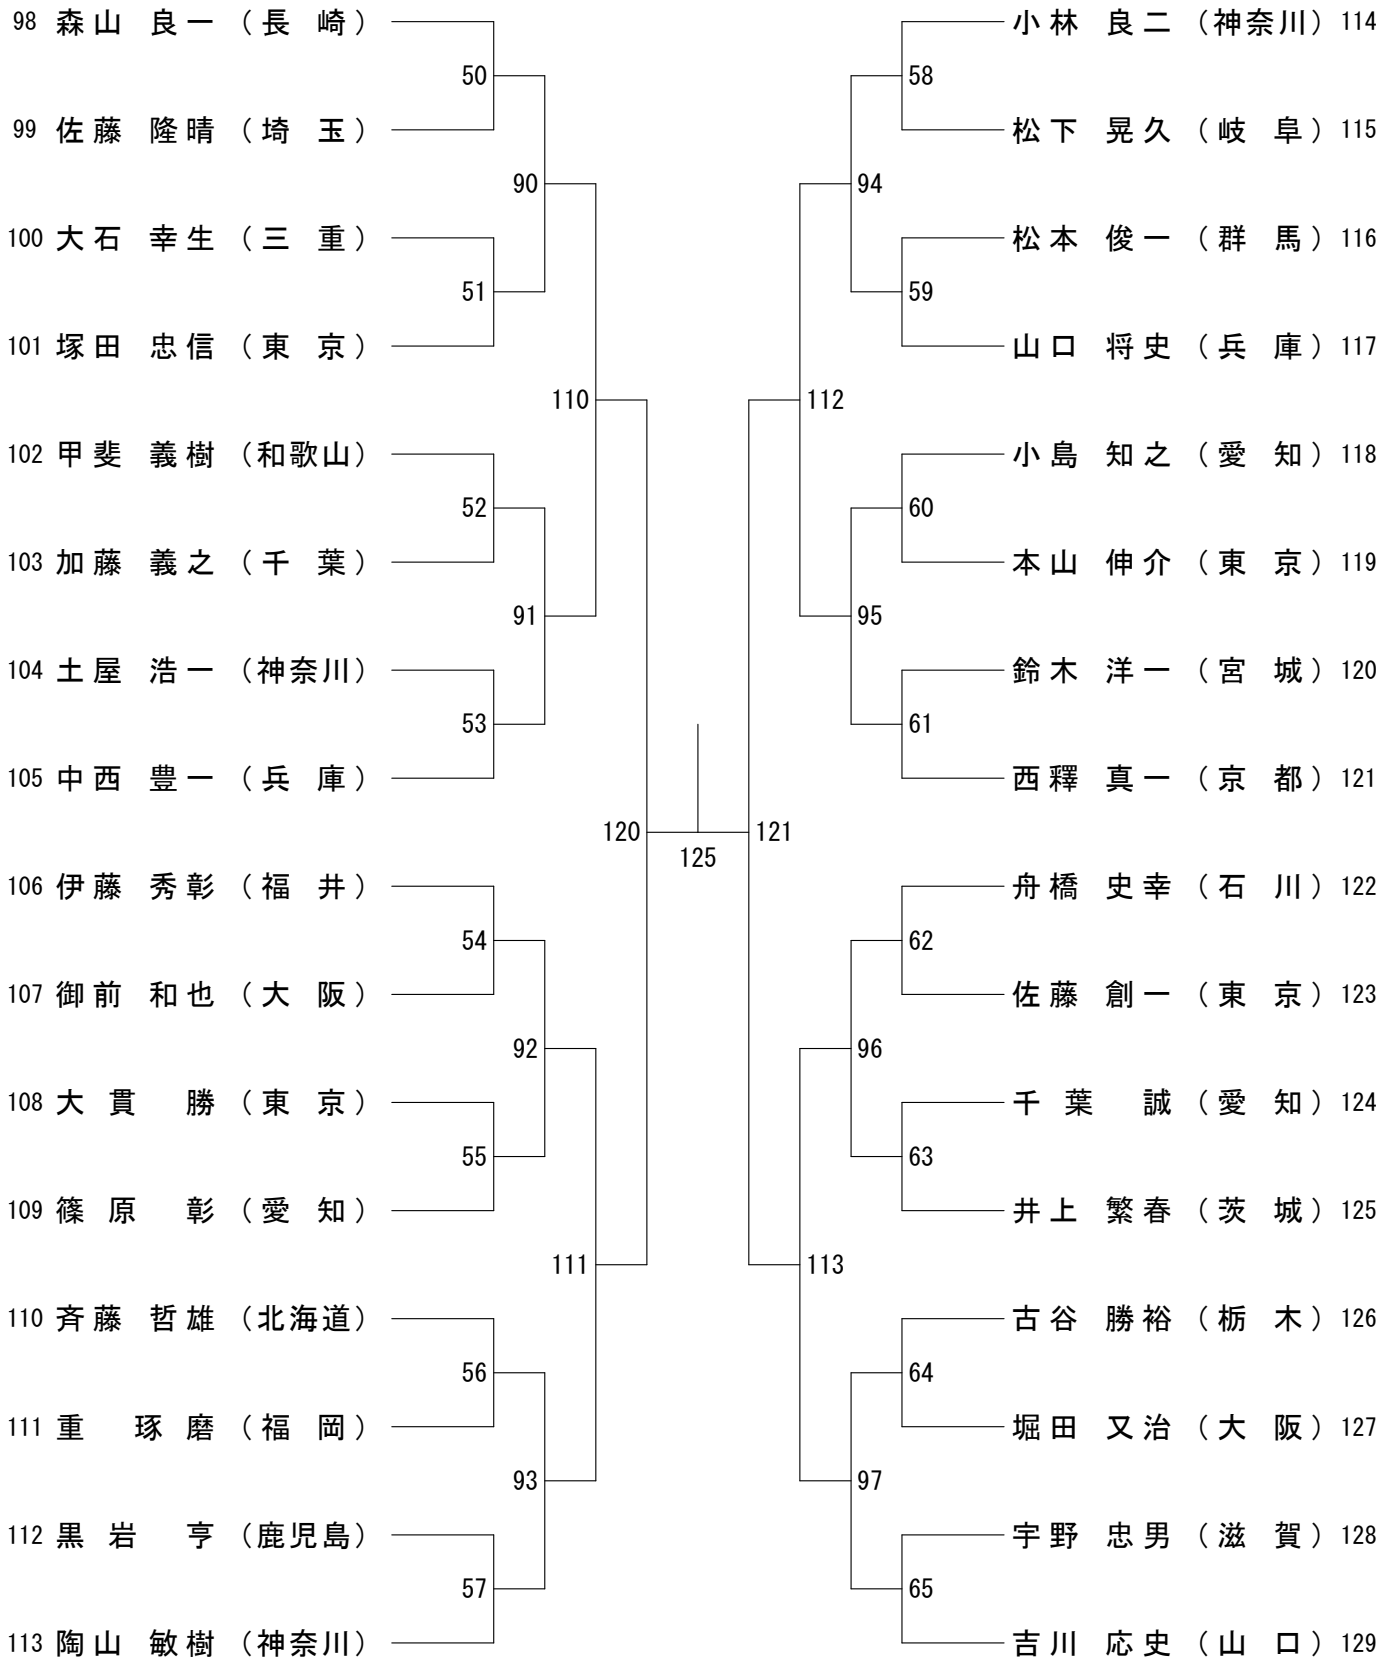 98 森山 良一 (長 崎)
50
99 佐藤 隆晴 (埼 玉)
90
100 大石 幸生 (三 重)
51
101 塚田 忠信 (東 京)
110
102 甲斐 義樹 (和歌山)
52
103 加藤 義之 (千 葉)
91
104 土屋 浩一 (神奈川)
53
105 中西 豊一 (兵 庫)
120
106 伊藤 秀彰 (福 井)
54
107 御前 和也 (大 阪)
92
108 大貫 勝 (東 京)
55
109 篠原 彰 (愛 知)
111
110 斉藤 哲雄 (北海道)
56
111 重 琢磨 (福 岡)
93
112 黒岩 亨 (鹿児島)
57
113 陶山 敏樹 (神奈川)
125
小林 良二 (神奈川) 114
58
松下 晃久 (岐 阜) 115
94
松本 俊一 (群 馬) 116
59
山口 将史 (兵 庫) 117
112
小島 知之 (愛 知) 118
60
本山 伸介 (東 京) 119
95
鈴木 洋一 (宮 城) 120
61
西釋 真一 (京 都) 121
121
舟橋 史幸 (石 川) 122
62
佐藤 創一 (東 京) 123
96
千葉 誠 (愛 知) 124
63
井上 繁春 (茨 城) 125
113
古谷 勝裕 (栃 木) 126
64
堀田 又治 (大 阪) 127
97
宇野 忠男 (滋 賀) 128
65
吉川 応史 (山 口) 129